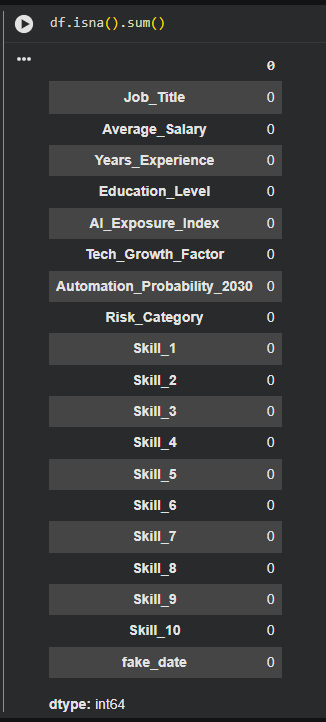 df.isna().sum()
0
Job_Title 0
Average_Salary 0
Years_Experience 0
Education_Level 0
AI_Exposure_Index 0
Tech_Growth_Factor 0
Automation_Probability_2030 0
Risk_Category 0
Skill_1 0
Skill_2 0
Skill_3 0
Skill_4 0
Skill_5 0
Skill_6 0
Skill_7 0
Skill_8 0
Skill_9 0
Skill_10 0
fake_date 0
dtype: int64